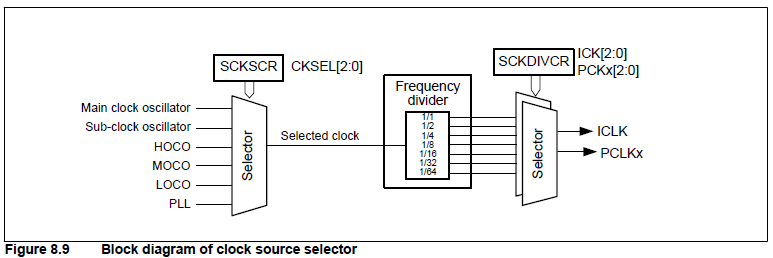 SCKSCR CKSEL[2:0]
SCKDIVCR ICK[2:0]
PCKx[2:0]
Frequency
divider
Main clock oscillator
Sub-clock oscillator
HOCO
MOCO
LOCO
PLL
Selector
Selected clock
1/1
1/2
1/4
1/8
1/16
1/32
1/64
Selector
ICLK
PCLKx
Figure 8.9 Block diagram of clock source selector